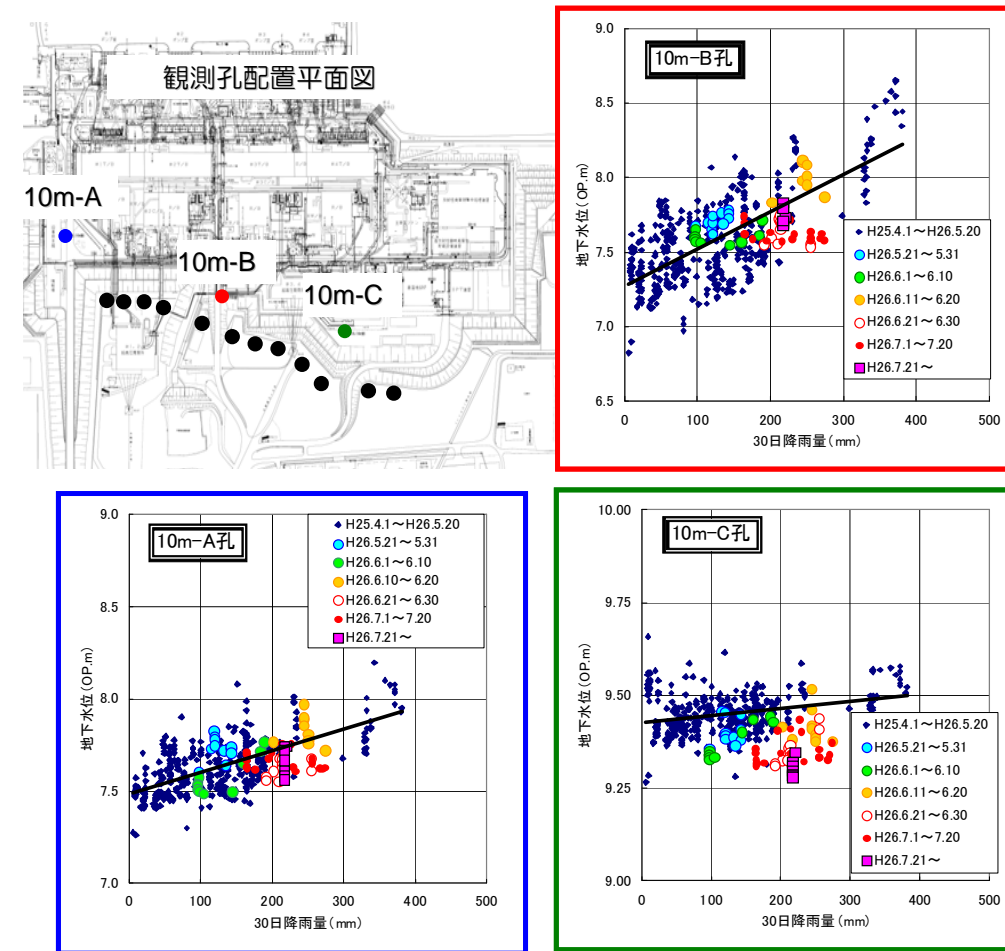 観測孔配置平面図
10m-A
10m-B
10m-C
10m-B孔
地下水位(OP.m)
9.0
8.5
8.0
7.5
7.0
6.5
0
100
200
300
400
500
30日降雨量(mm)
H25.4.1～H26.5.20
H26.5.21～5.31
H26.6.1～6.10
H26.6.11～6.20
H26.6.21～6.30
H26.7.1～7.20
H26.7.21～
10m-A孔
地下水位(OP.m)
9.0
8.5
8.0
7.5
7.0
0
100
200
300
400
500
30日降雨量(mm)
H25.4.1～H26.5.20
H26.5.21～5.31
H26.6.1～6.10
H26.6.10～6.20
H26.6.21～6.30
H26.7.1～7.20
H26.7.21～
10m-C孔
地下水位(OP.m)
10.00
9.75
9.50
9.25
9.00
0
100
200
300
400
500
30日降雨量(mm)
H25.4.1～H26.5.20
H26.5.21～5.31
H26.6.1～6.10
H26.6.11～6.20
H26.6.21～6.30
H26.7.1～7.20
H26.7.21～